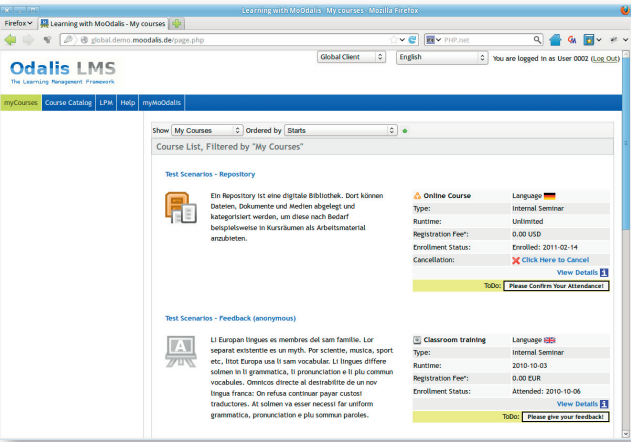 Learning with MoOdalis - My courses - Mozilla Firefox
Firefox
Learning with MoOdalis - My courses
global.demo.moodalis.de/page.php
PHP.net
Odalis LMS
The Learning Management Framework
Global Client
English
You are logged in as User 0002 (Log Out)
myCourses Course Catalog LPM Help myMoOdalis
Show My Courses Ordered by Starts
Course List, Filtered by "My Courses"
Test Scenarios - Repository
Ein Repository ist eine digitale Bibliothek. Dort können
Dateien, Dokumente und Medien abgelegt und
kategorisiert werden, um diese nach Bedarf
beispielsweise in Kursräumen als Arbeitsmaterial
anzubieten.
Online Course Language
Type: Internal Seminar
Runtime: Unlimited
Registration Fee*: 0.00 USD
Enrollment Status: Enrolled: 2011-02-14
Cancellation: Click Here to Cancel
View Details
ToDo: Please Confirm Your Attendance!
Test Scenarios - Feedback (anonymous)
A
Li Europan lingues es membres del sam familie. Lor
separat existentie es un myth. Por scientie, musica, sport
etc, litot Europa usa li sam vocabular. Li lingues differe
solmen in li grammatica, li pronunciation e li plu commun
vocabules. Omnicos directe al desirabilite de un nov
lingua franca: On refusa continuar payar custosi
traductores. At solmen va esser necessi far uniform
grammatica, pronunciation e plu sommun paroles.
Classroom training Language
Type: Internal Seminar
Runtime: 2010-10-03
Registration Fee*: 0.00 EUR
Enrollment Status: Attended: 2010-10-06
View Details
ToDo: Please give your feedback!